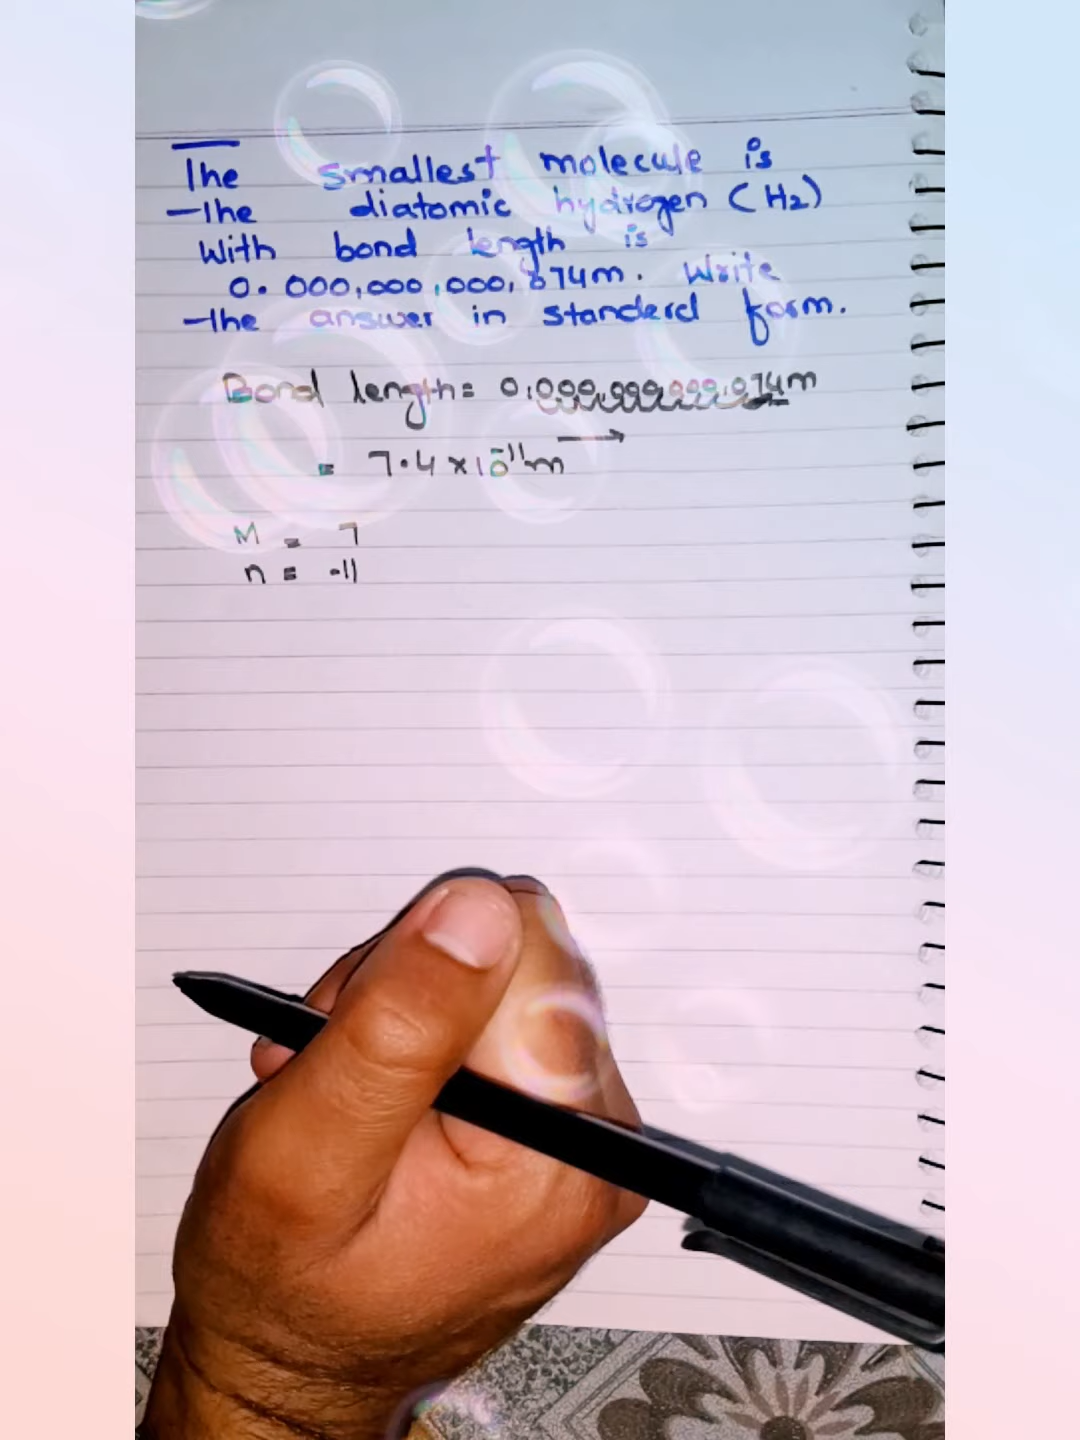 The smallest molecule is
the diatomic hydrogen (H2)
with bond length is
0.000,000,000,074m. Write
the answer in standerd form.
Bond length = 0.000,000,000,074m
= 7.4 x 10⁻¹¹m
M = 7
n = -11